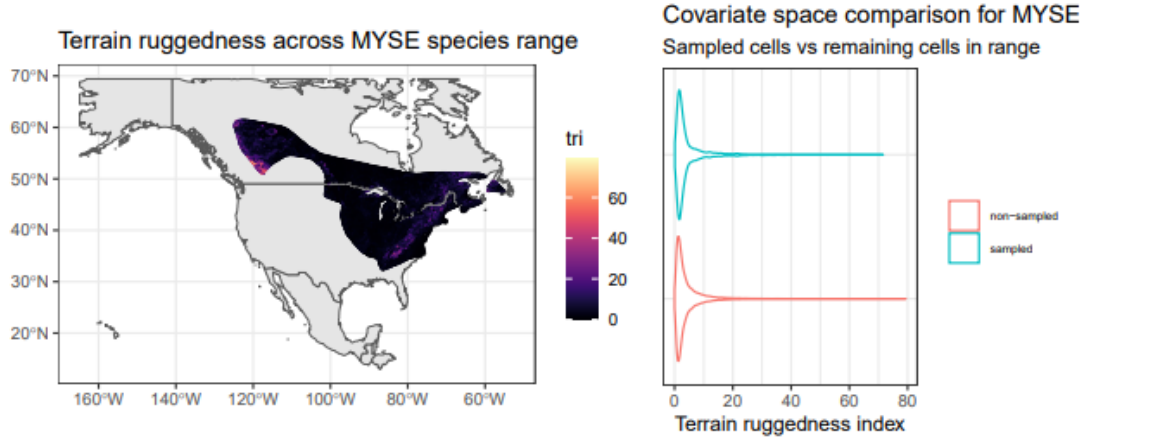 Terrain ruggedness across MYSE species range
70°N
60°N
50°N
40°N
30°N
20°N
160°W 140°W 120°W 100°W 80°W 60°W
tri
60
40
20
0
Covariate space comparison for MYSE
Sampled cells vs remaining cells in range
0 20 40 60 80
Terrain ruggedness index
non−sampled
sampled